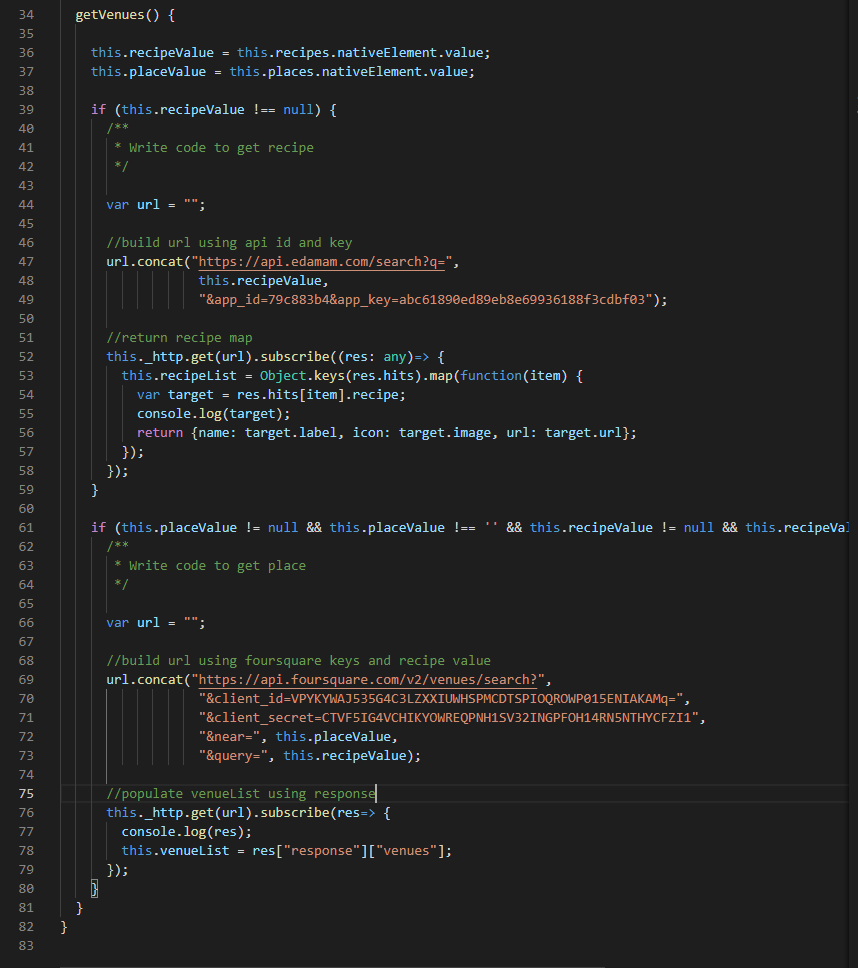 34 getVenues() {
35
36 this.recipeValue = this.recipes.nativeElement.value;
37 this.placeValue = this.places.nativeElement.value;
38
39 if (this.recipeValue !== null) {
40 /**
41 * Write code to get recipe
42 */
43
44 var url = "";
45
46 //build url using api id and key
47 url.concat("https://api.edamam.com/search?q=",
48 this.recipeValue,
49 "&app_id=79c883b4&app_key=abc61890ed89eb8e69936188f3cdbf03");
50
51 //return recipe map
52 this._http.get(url).subscribe((res: any)=> {
53 this.recipeList = Object.keys(res.hits).map(function(item) {
54 var target = res.hits[item].recipe;
55 console.log(target);
56 return {name: target.label, icon: target.image, url: target.url};
57 });
58 });
59 }
60
61 if (this.placeValue != null && this.placeValue !== '' && this.recipeValue != null && this.recipeVal
62 /**
63 * Write code to get place
64 */
65
66 var url = "";
67
68 //build url using foursquare keys and recipe value
69 url.concat("https://api.foursquare.com/v2/venues/search?",
70 "&client_id=VPYKYWAJ535G4C3LZXXIUWHSPMCDTSPIOQROWP015ENIAKAMq=",
71 "&client_secret=CTVF5IG4VCHIKYOWREQPNH1SV32INGPFOH14RN5NTHYCFZI1",
72 "&near=", this.placeValue,
73 "&query=", this.recipeValue);
74
75 //populate venueList using response
76 this._http.get(url).subscribe(res=> {
77 console.log(res);
78 this.venueList = res["response"]["venues"];
79 });
80 }
81 }
82 }
83